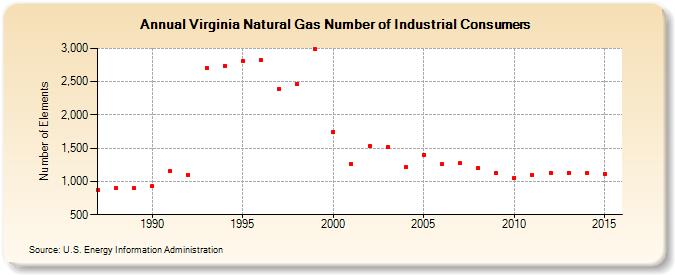 Annual Virginia Natural Gas Number of Industrial Consumers
Number of Elements
3,000
2,500
2,000
1,500
1,000
500
1990 1995 2000 2005 2010 2015
Source: U.S. Energy Information Administration